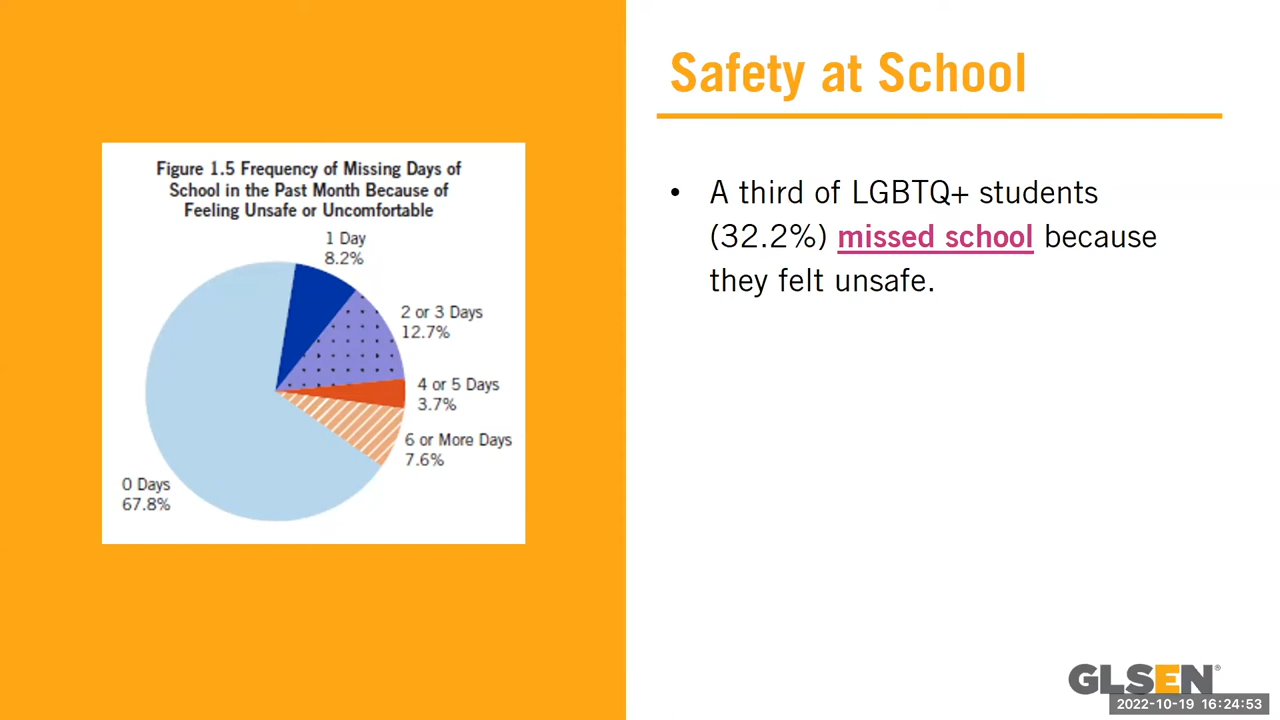 Safety at School
Figure 1.5 Frequency of Missing Days of
School in the Past Month Because of
Feeling Unsafe or Uncomfortable
1 Day
8.2%
2 or 3 Days
12.7%
4 or 5 Days
3.7%
6 or More Days
7.6%
0 Days
67.8%
• A third of LGBTQ+ students
(32.2%) missed school because
they felt unsafe.
GLSEN®
2022-10-19 16:24:53